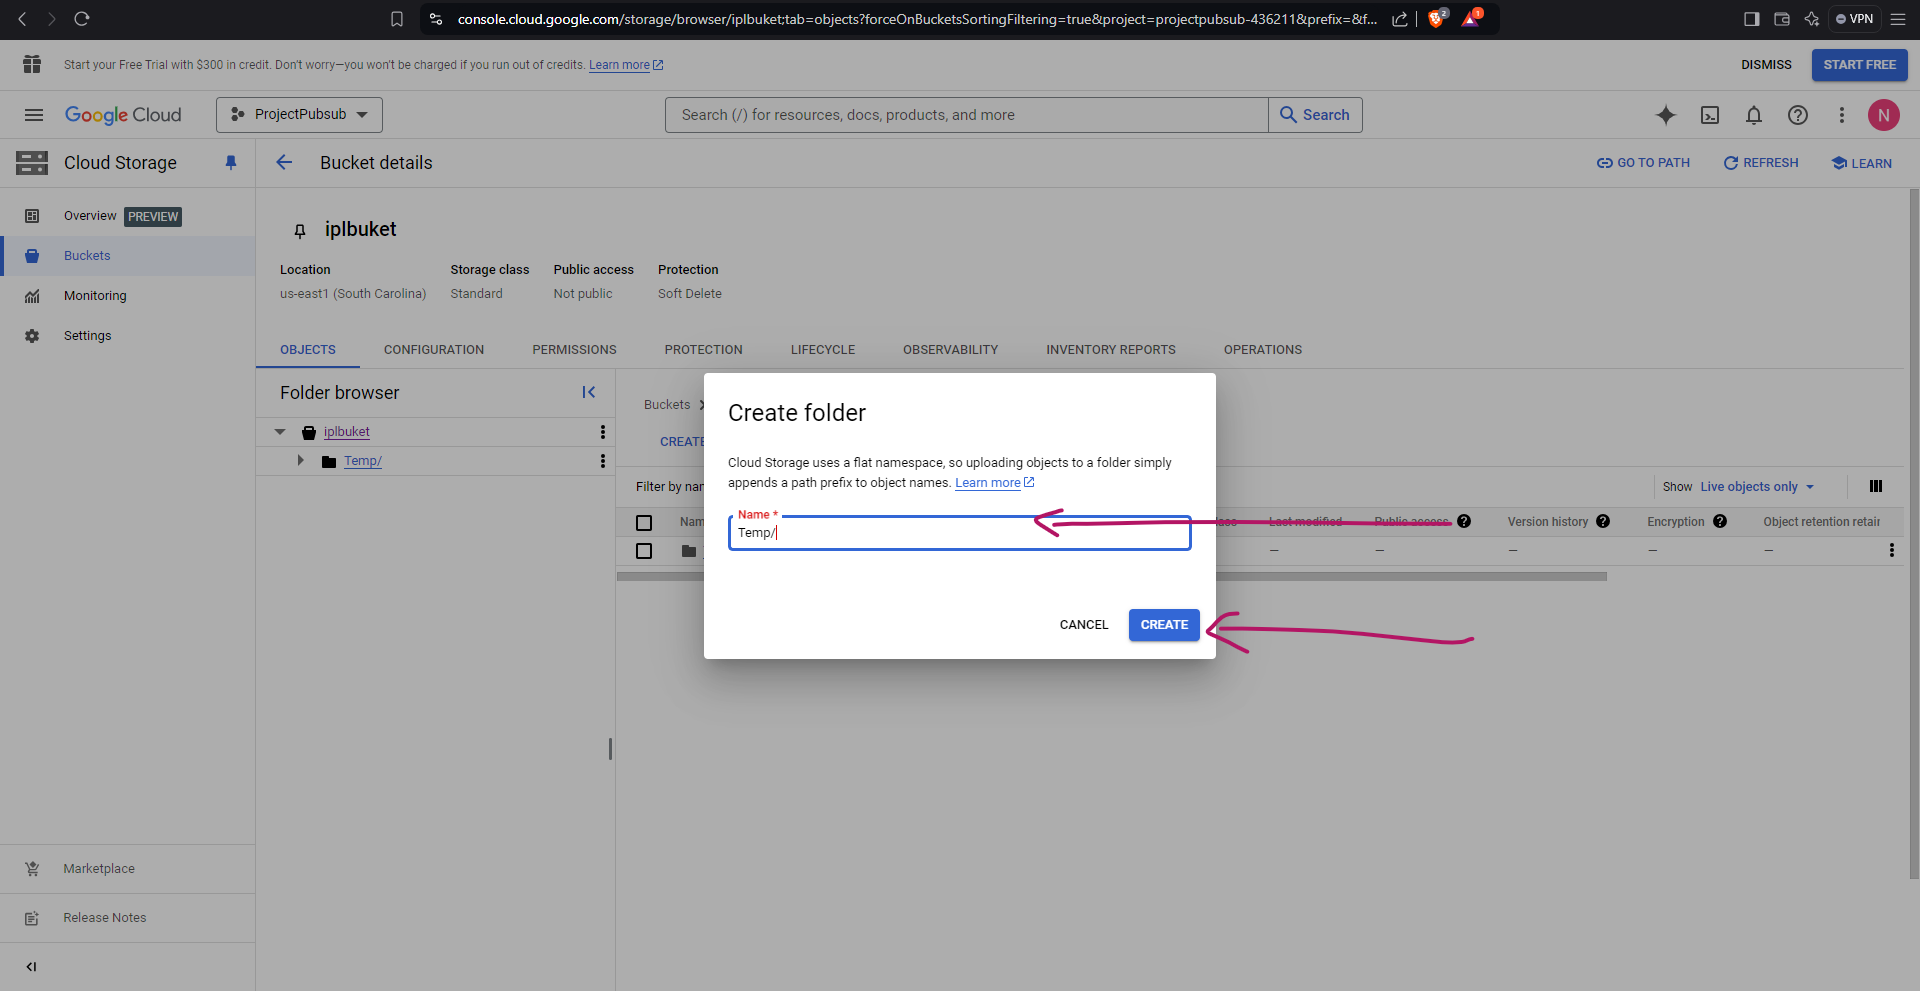 console.cloud.google.com/storage/browser/iplbuket;tab=objects?forceOnBucketsSortingFiltering=true&project=projectpubsub-436211&prefix=&f...
2
1
VPN
Start your Free Trial with $300 in credit. Don't worry—you won't be charged if you run out of credits. Learn more
DISMISS
START FREE
Google Cloud
ProjectPubsub
Search (/) for resources, docs, products, and more
Search
N
Cloud Storage
Bucket details
GO TO PATH
REFRESH
LEARN
Overview PREVIEW
Buckets
Monitoring
Settings
iplbuket
Location Storage class Public access Protection
us-east1 (South Carolina) Standard Not public Soft Delete
OBJECTS CONFIGURATION PERMISSIONS PROTECTION LIFECYCLE OBSERVABILITY INVENTORY REPORTS OPERATIONS
Folder browser
iplbuket
Temp/
Buckets
CREATE
Filter by nam
Show Live objects only
Nam
Last modified Public access Version history Encryption Object retention retain
— — — — —
Create folder
Cloud Storage uses a flat namespace, so uploading objects to a folder simply
appends a path prefix to object names. Learn more
Name *
Temp/
CANCEL
CREATE
Marketplace
Release Notes